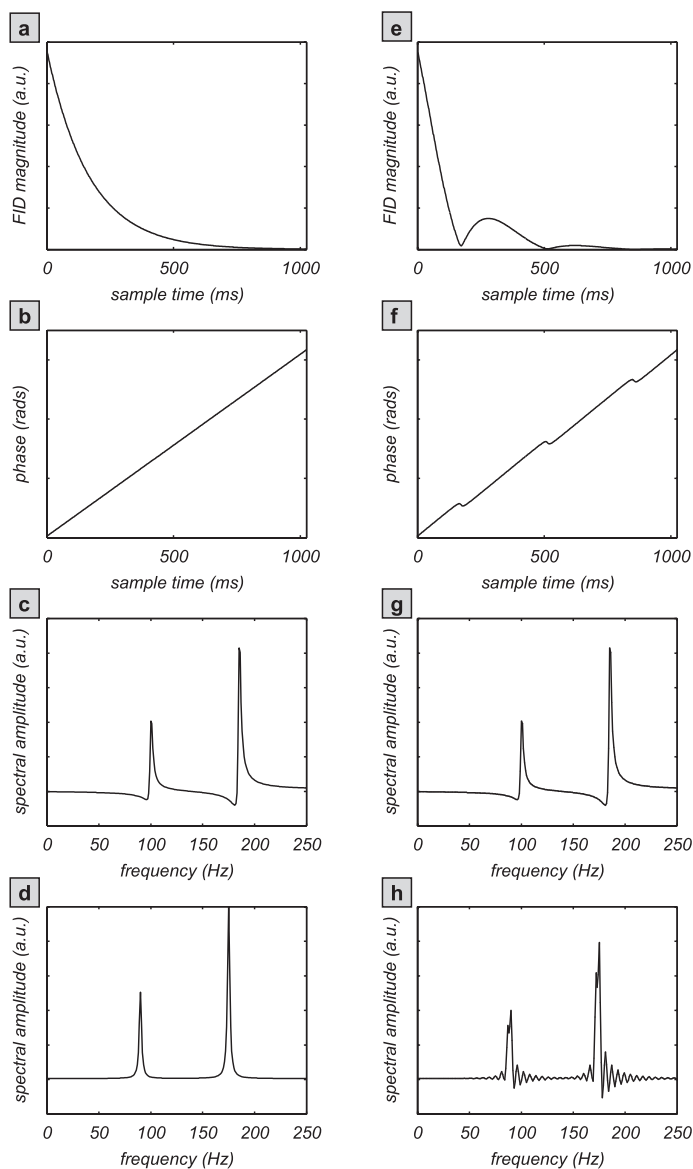 a
FID magnitude (a.u.)
0 500 1000
sample time (ms)
b
phase (rads)
0 500 1000
sample time (ms)
c
spectral amplitude (a.u.)
0 50 100 150 200 250
frequency (Hz)
d
spectral amplitude (a.u.)
0 50 100 150 200 250
frequency (Hz)
e
FID magnitude (a.u.)
0 500 1000
sample time (ms)
f
phase (rads)
0 500 1000
sample time (ms)
g
spectral amplitude (a.u.)
0 50 100 150 200 250
frequency (Hz)
h
spectral amplitude (a.u.)
0 50 100 150 200 250
frequency (Hz)